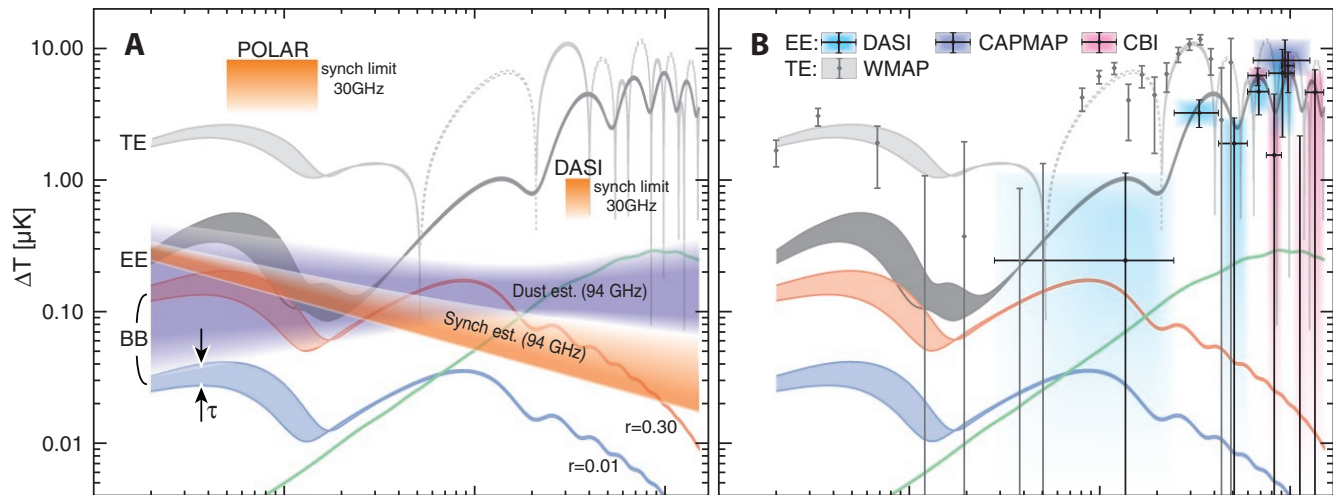 A
POLAR
synch limit
30GHz
DASI
synch limit
30GHz
10.00
1.00
0.10
0.01
ΔT [μK]
TE
EE
BB
τ
Dust est. (94 GHz)
Synch est. (94 GHz)
r=0.30
r=0.01
B
EE: DASI CAPMAP CBI
TE: WMAP